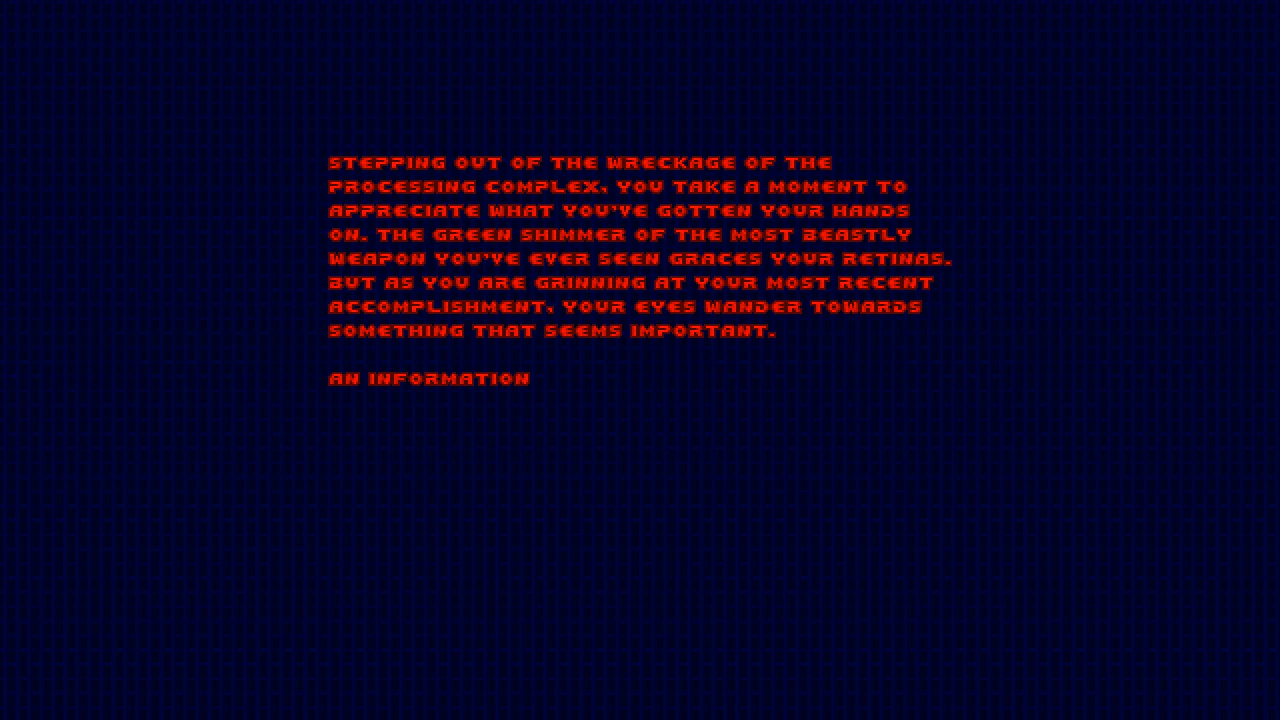 STEPPING OUT OF THE WRECKAGE OF THE
PROCESSING COMPLEX, YOU TAKE A MOMENT TO
APPRECIATE WHAT YOU'VE GOTTEN YOUR HANDS
ON. THE GREEN SHIMMER OF THE MOST BEASTLY
WEAPON YOU'VE EVER SEEN GRACES YOUR RETINAS.
BUT AS YOU ARE GRINNING AT YOUR MOST RECENT
ACCOMPLISHMENT, YOUR EYES WANDER TOWARDS
SOMETHING THAT SEEMS IMPORTANT.
AN INFORMATION